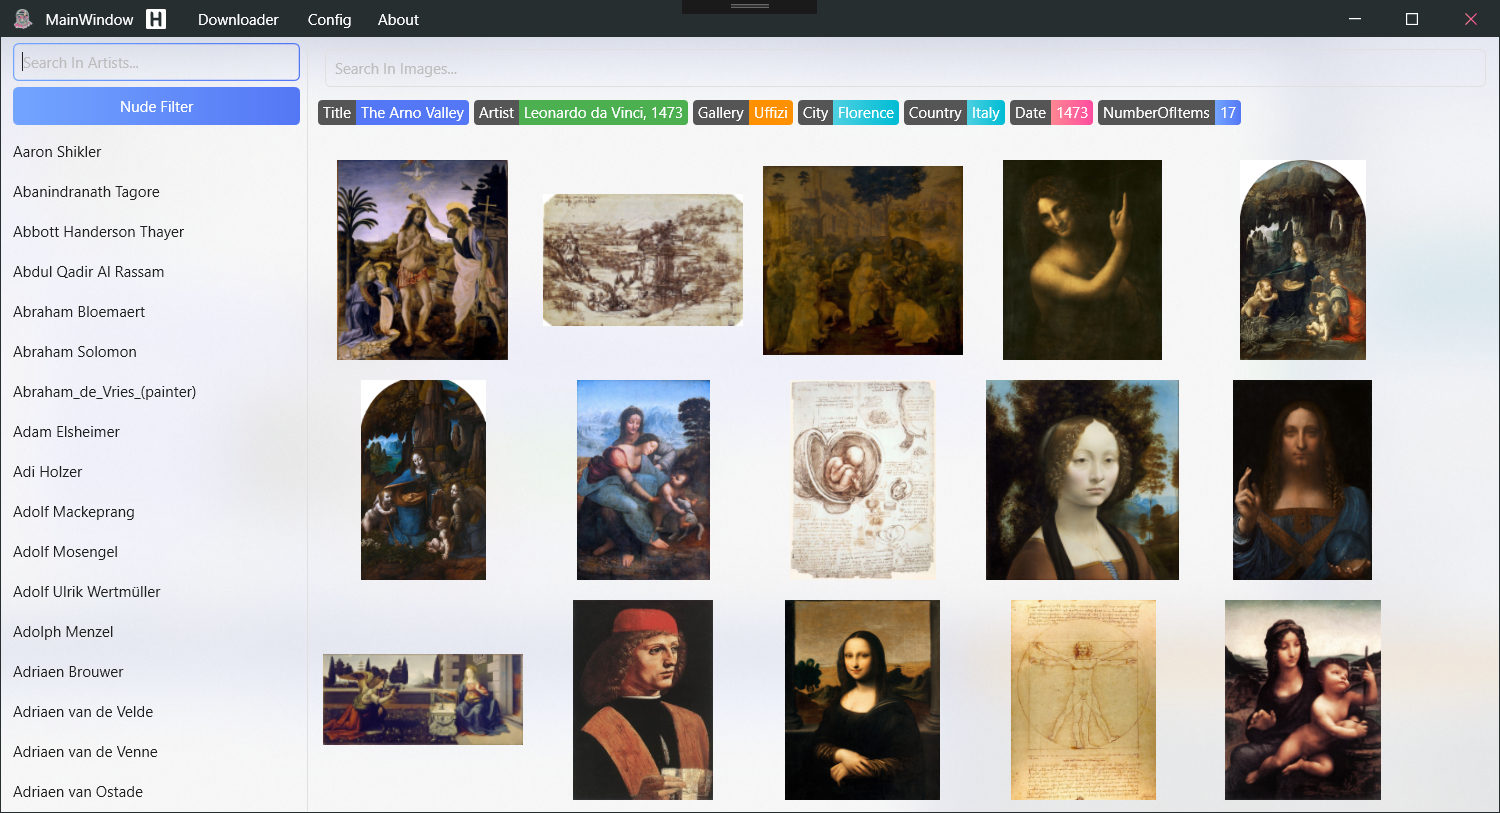 MainWindow H Downloader Config About
Search In Artists...
Nude Filter
Aaron Shikler
Abanindranath Tagore
Abbott Handerson Thayer
Abdul Qadir Al Rassam
Abraham Bloemaert
Abraham Solomon
Abraham_de_Vries_(painter)
Adam Elsheimer
Adi Holzer
Adolf Mackeprang
Adolf Mosengel
Adolf Ulrik Wertmüller
Adolph Menzel
Adriaen Brouwer
Adriaen van de Velde
Adriaen van de Venne
Adriaen van Ostade
Search In Images...
Title The Arno Valley Artist Leonardo da Vinci, 1473 Gallery Uffizi City Florence Country Italy Date 1473 NumberOfItems 17